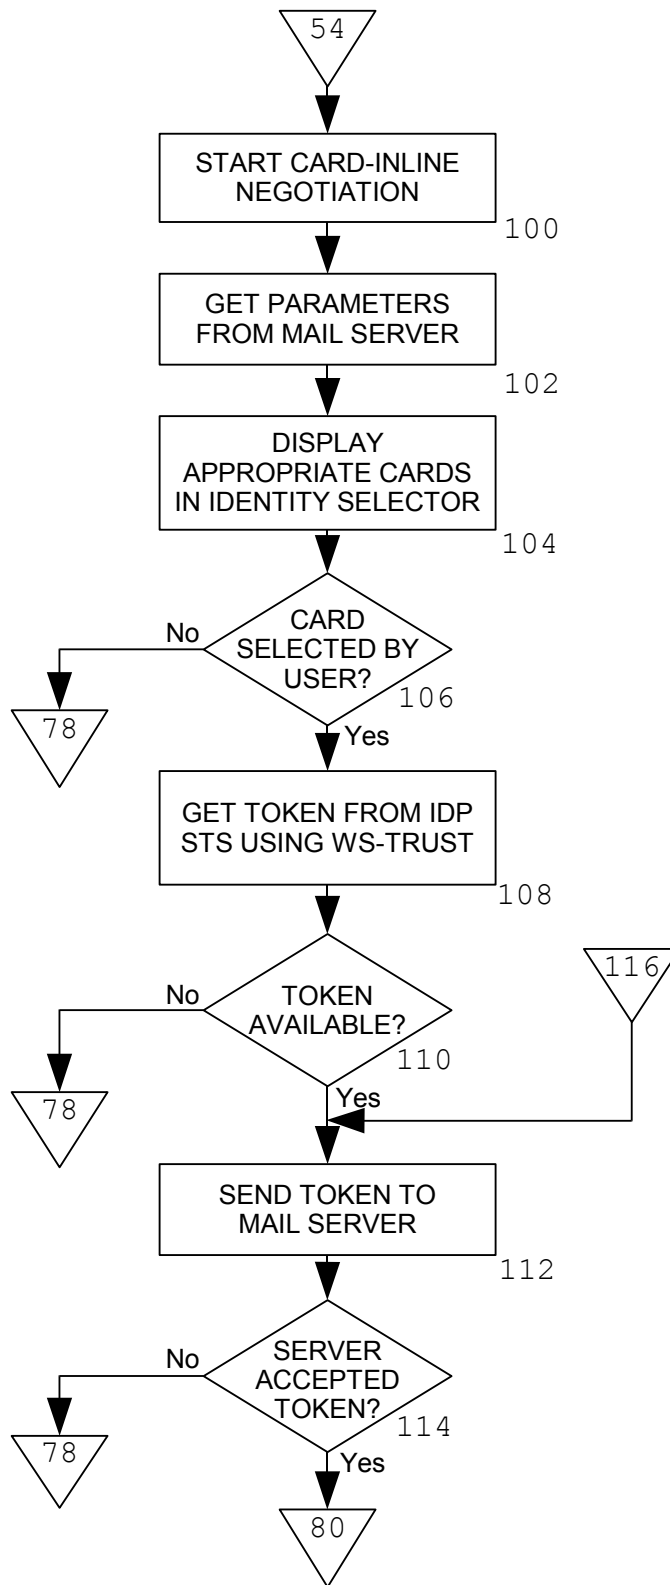 54
START CARD-INLINE
NEGOTIATION
100
GET PARAMETERS
FROM MAIL SERVER
102
DISPLAY
APPROPRIATE CARDS
IN IDENTITY SELECTOR
104
CARD
SELECTED BY
USER?
106
No
78
Yes
GET TOKEN FROM IDP
STS USING WS-TRUST
108
TOKEN
AVAILABLE?
110
No
78
116
Yes
SEND TOKEN TO
MAIL SERVER
112
SERVER
ACCEPTED
TOKEN?
114
No
78
Yes
80